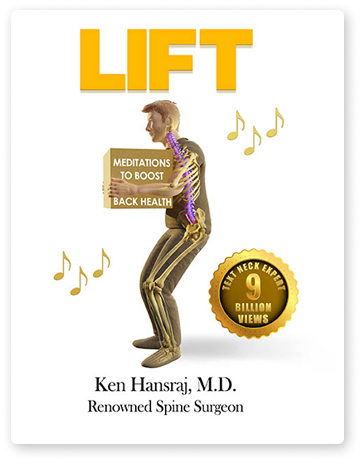 LIFT
MEDITATIONS
TO BOOST
BACK HEALTH
TEXT NECK EXPERT
9
BILLION
VIEWS
Ken Hansraj, M.D.
Renowned Spine Surgeon